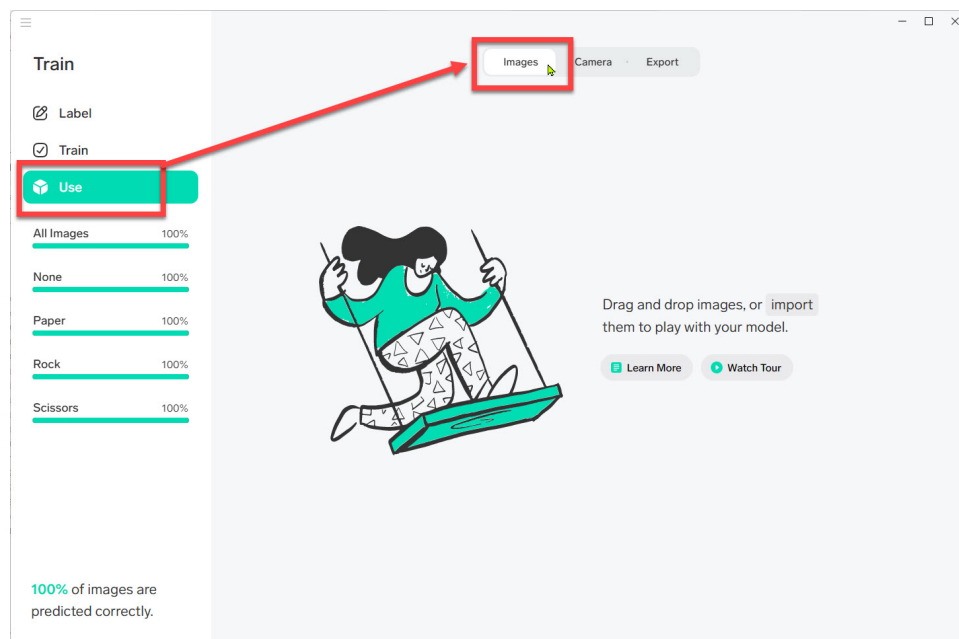 Train
Label
Train
Use
All Images 100%
None 100%
Paper 100%
Rock 100%
Scissors 100%
100% of images are
predicted correctly.
Images Camera · Export
Drag and drop images, or import
them to play with your model.
Learn More Watch Tour